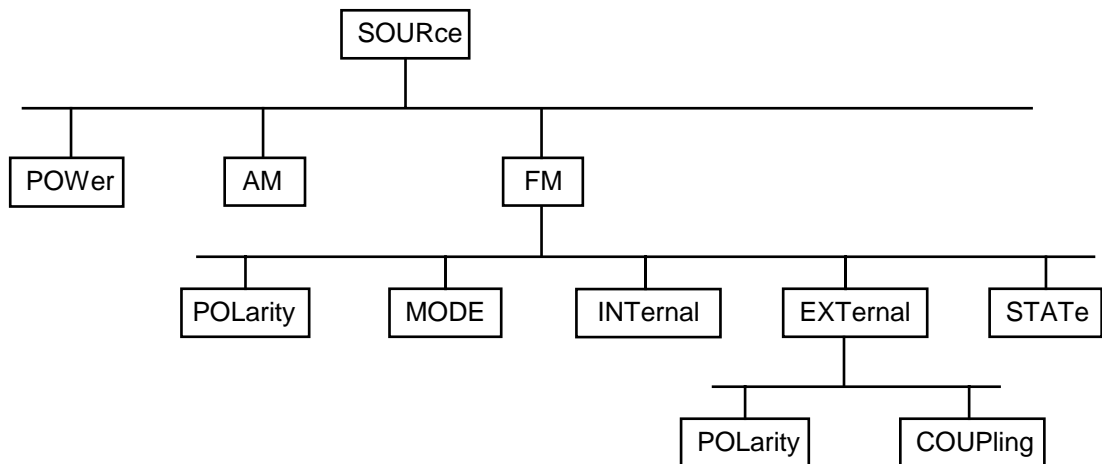 SOURce
POWer
AM
FM
POLarity
MODE
INTernal
EXTernal
STATe
POLarity
COUPling